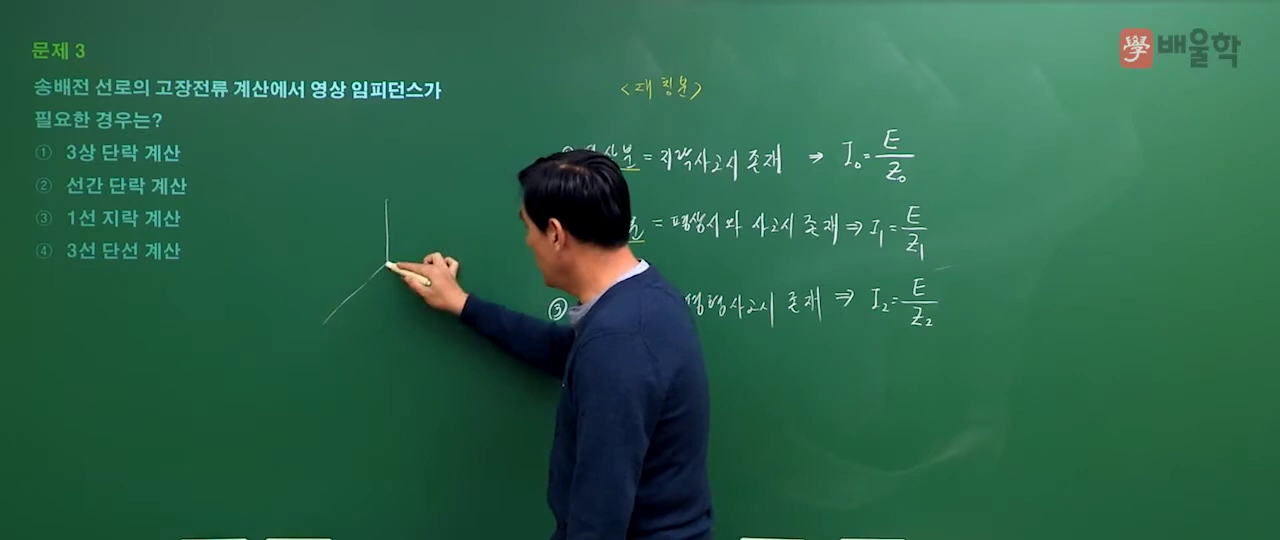 學 배울학
문제 3
송배전 선로의 고장전류 계산에서 영상 임피던스가
필요한 경우는?
① 3상 단락 계산
② 선간 단락 계산
③ 1선 지락 계산
④ 3선 단선 계산
<대칭분>
분 = 지락사고시 존재 ⇒ I₀ = E/Z₀
분 = 평상시와 사고시 존재 ⇒ I₁ = E/Z₁
③ 사고시 존재 ⇒ I₂ = E/Z₂